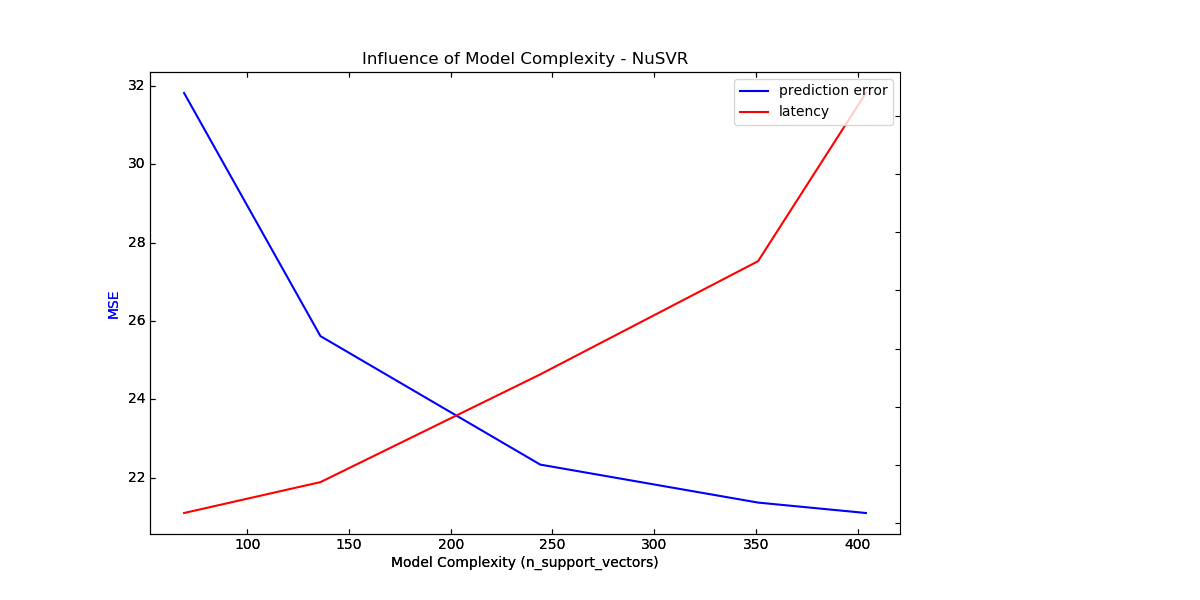 Influence of Model Complexity - NuSVR
prediction error
latency
32
30
28
26
24
22
MSE
100 150 200 250 300 350 400
Model Complexity (n_support_vectors)